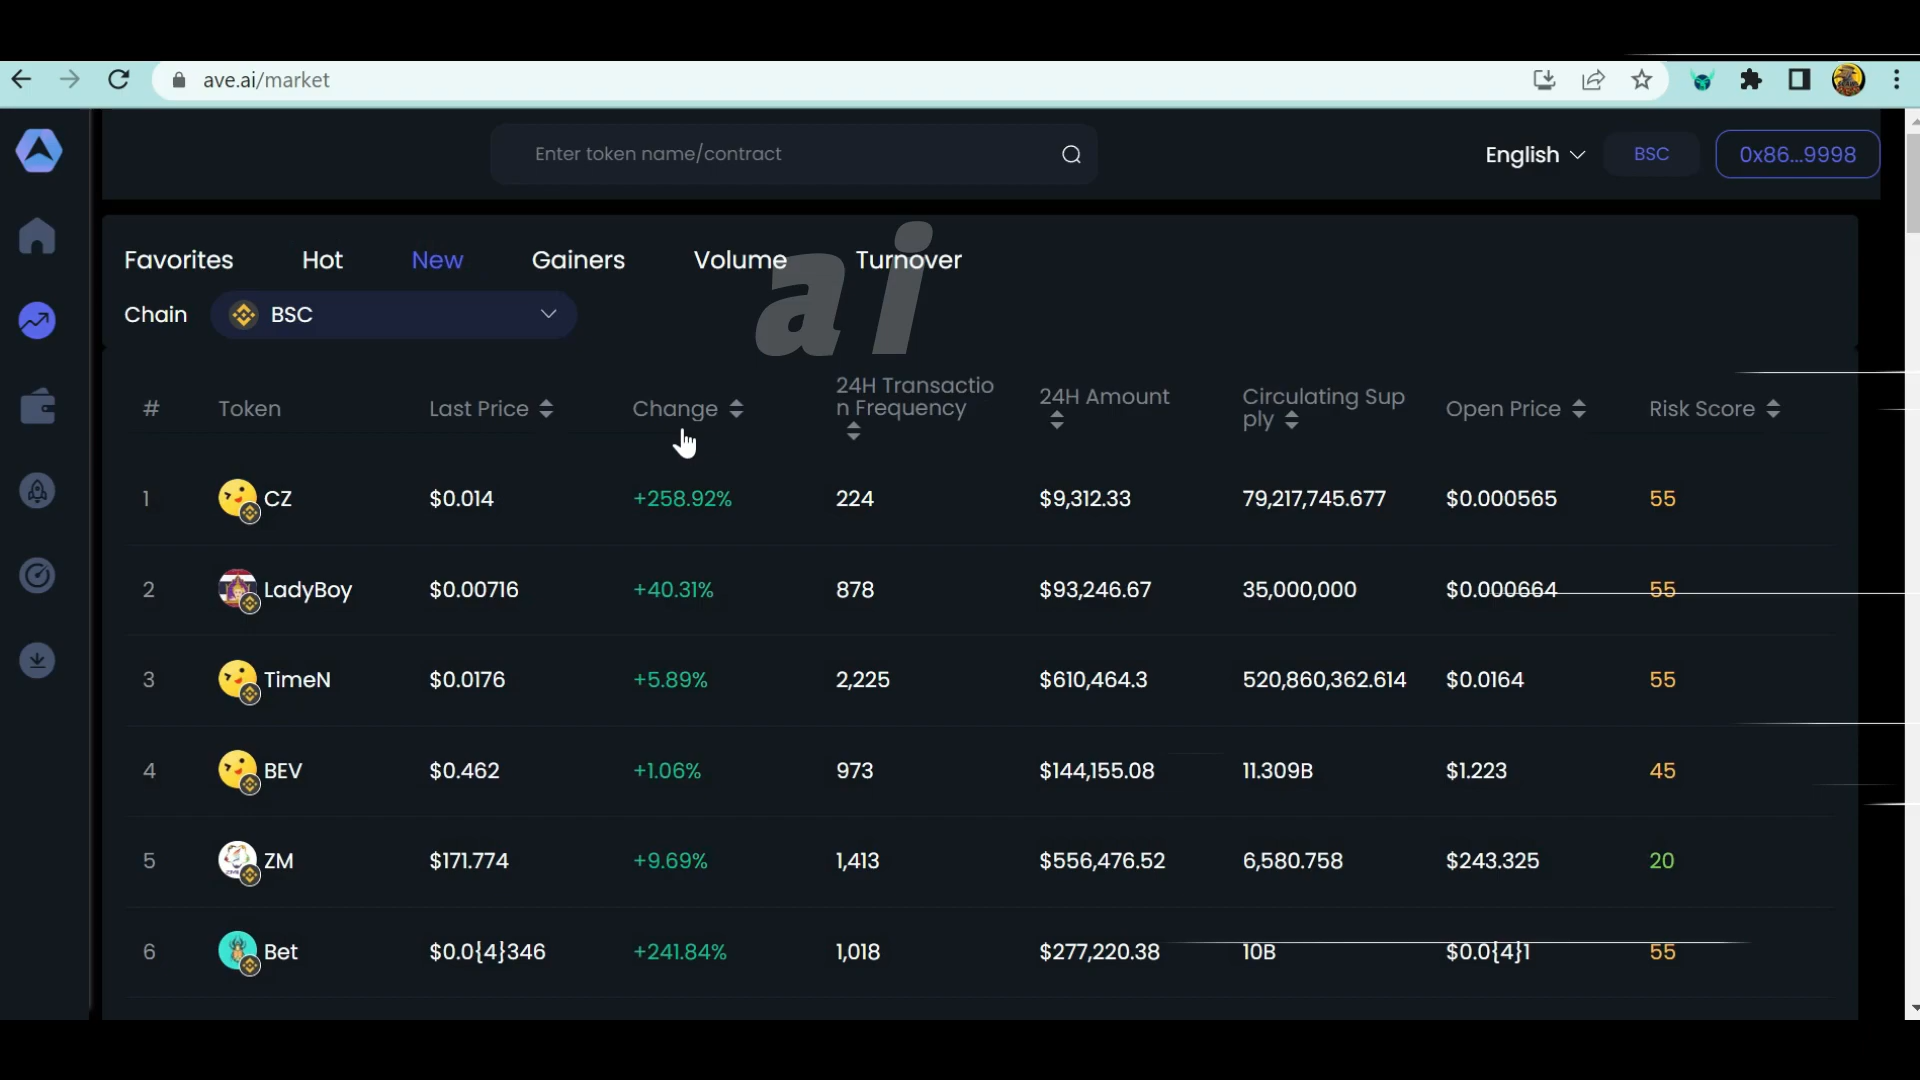 ave.ai/market
Enter token name/contract
English
BSC
0x86...9998
Favorites Hot New Gainers Volume Turnover
ai
Chain BSC
# Token Last Price Change 24H Transactio
n Frequency 24H Amount Circulating Sup
ply Open Price Risk Score
1 CZ $0.014 +258.92% 224 $9,312.33 79,217,745.677 $0.000565 55
2 LadyBoy $0.00716 +40.31% 878 $93,246.67 35,000,000 $0.000664 55
3 TimeN $0.0176 +5.89% 2,225 $610,464.3 520,860,362.614 $0.0164 55
4 BEV $0.462 +1.06% 973 $144,155.08 11.309B $1.223 45
5 ZM $171.774 +9.69% 1,413 $556,476.52 6,580.758 $243.325 20
6 Bet $0.0{4}346 +241.84% 1,018 $277,220.38 10B $0.0{4}1 55